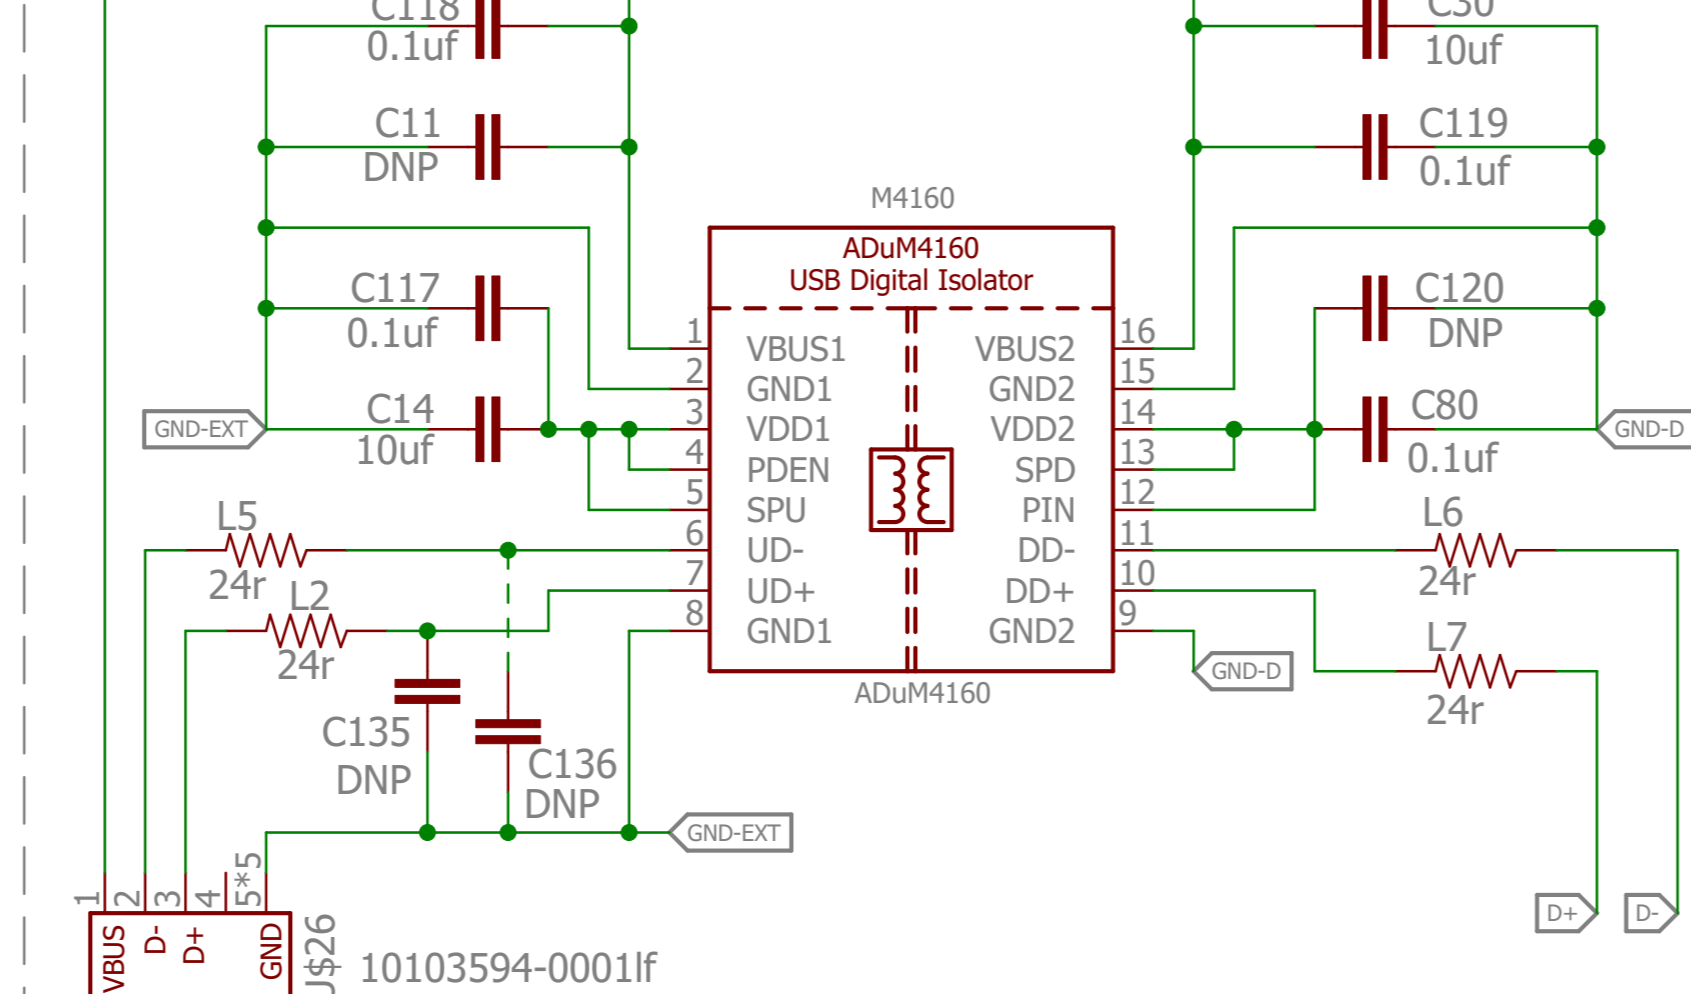 C118
0.1uf
C30
10uf
C11
DNP
C119
0.1uf
M4160
ADuM4160
USB Digital Isolator
C117
0.1uf
C120
DNP
C14
10uf
C80
0.1uf
GND-EXT
GND-D
1
VBUS1
VBUS2
16
2
GND1
GND2
15
3
VDD1
VDD2
14
4
PDEN
SPD
13
5
SPU
PIN
12
6
UD-
DD-
11
7
UD+
DD+
10
8
GND1
GND2
9
L5
24r
L2
24r
L6
24r
L7
24r
GND-D
ADuM4160
C135
DNP
C136
DNP
GND-EXT
1
2
3
4
5*5
VBUS
D-
D+
GND
U$26
10103594-0001lf
D+
D-